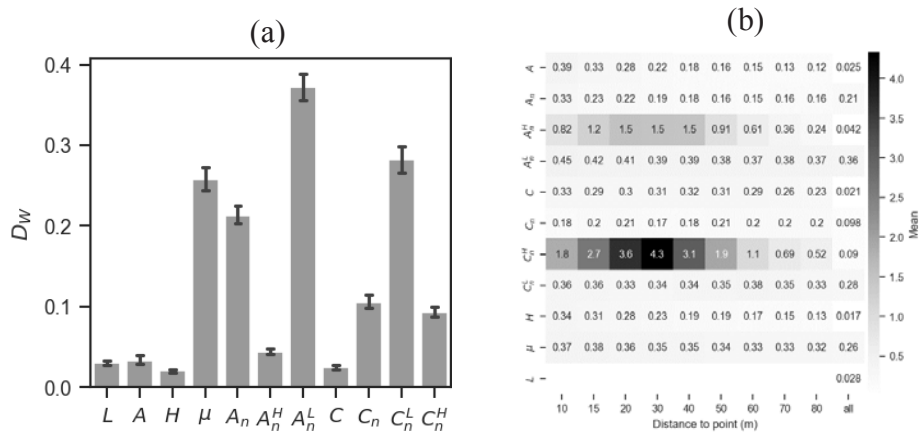 (a)
D_W
0.4
0.3
0.2
0.1
0.0
L A H μ A_n A_n^H A_n^L C C_n C_n^L C_n^H
(b)
A 0.39 0.33 0.28 0.22 0.18 0.16 0.15 0.13 0.12 0.025
A_n 0.33 0.23 0.22 0.19 0.18 0.16 0.15 0.16 0.16 0.21
A_n^H 0.82 1.2 1.5 1.5 1.5 0.91 0.61 0.36 0.24 0.042
A_n^L 0.45 0.42 0.41 0.39 0.39 0.38 0.37 0.38 0.37 0.36
C 0.33 0.29 0.3 0.31 0.32 0.31 0.29 0.26 0.23 0.021
C_n 0.18 0.2 0.21 0.17 0.18 0.21 0.2 0.2 0.2 0.098
C_n^H 1.8 2.7 3.6 4.3 3.1 1.9 1.1 0.69 0.52 0.09
C_n^L 0.36 0.36 0.33 0.34 0.34 0.35 0.38 0.35 0.33 0.28
H 0.34 0.31 0.28 0.23 0.19 0.19 0.17 0.15 0.13 0.017
μ 0.37 0.38 0.36 0.35 0.35 0.34 0.33 0.33 0.32 0.26
L 0.028
10 15 20 30 40 50 60 70 80 all
Distance to point (m)
4.0
3.5
3.0
2.5
2.0
1.5
1.0
0.5
Mean